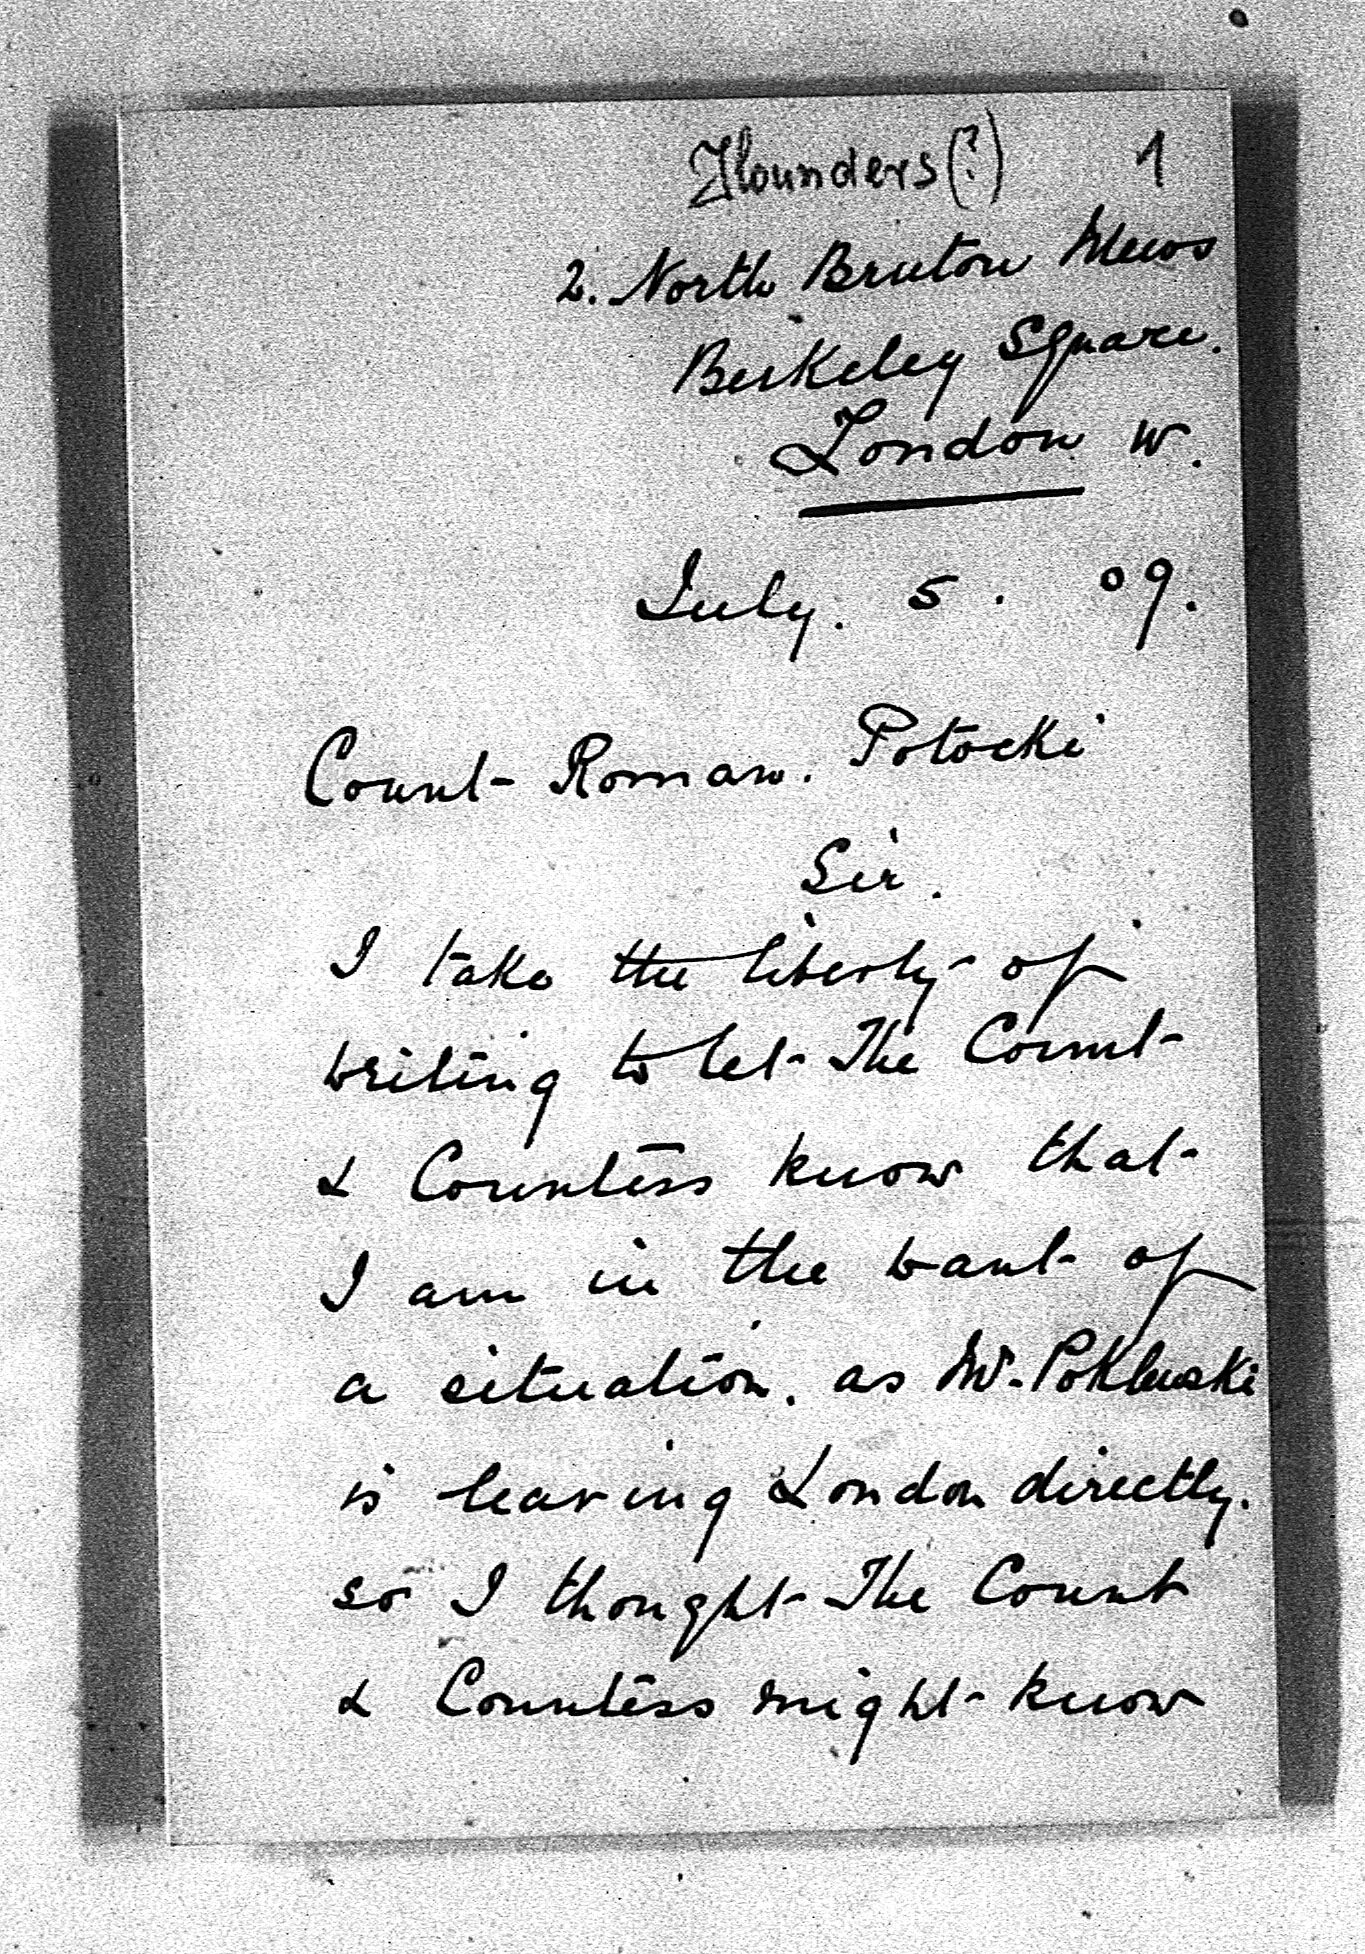 Flounders(?) 1
2. North Bruton Mews
Berkeley Square.
London W.
July. 5. 09.
Count Roman. Potocki
Sir.
I take the liberty of
writing to let The Count
& Countess know that
I am in the want of
a situation. as Mr. Pokluski
is leaving London directly.
so I thought The Count
& Countess might know